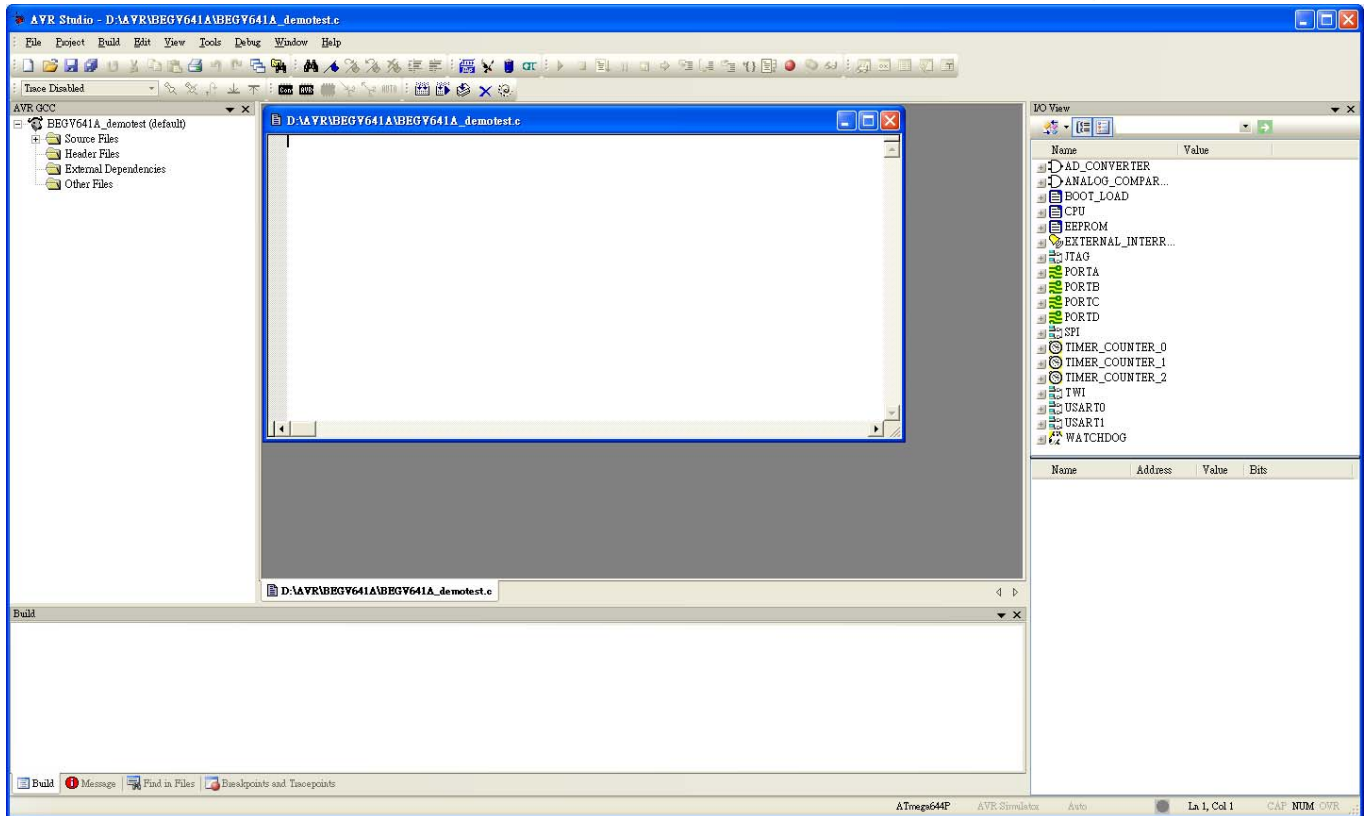 AVR Studio - D:\AVR\BEGV641A\BEGV641A_demotest.c
File Project Build Edit View Tools Debug Window Help
Trace Disabled
Con AVR
AVR GCC
BEGV641A_demotest (default)
Source Files
Header Files
External Dependencies
Other Files
D:\AVR\BEGV641A\BEGV641A_demotest.c
D:\AVR\BEGV641A\BEGV641A_demotest.c
I/O View
Name Value
AD_CONVERTER
ANALOG_COMPAR...
BOOT_LOAD
CPU
EEPROM
EXTERNAL_INTERR...
JTAG
PORTA
PORTB
PORTC
PORTD
SPI
TIMER_COUNTER_0
TIMER_COUNTER_1
TIMER_COUNTER_2
TWI
USART0
USART1
WATCHDOG
Name Address Value Bits
Build
Build Message Find in Files Breakpoints and Tracepoints
ATmega644P AVR Simulator Auto Ln 1, Col 1 CAP NUM OVR